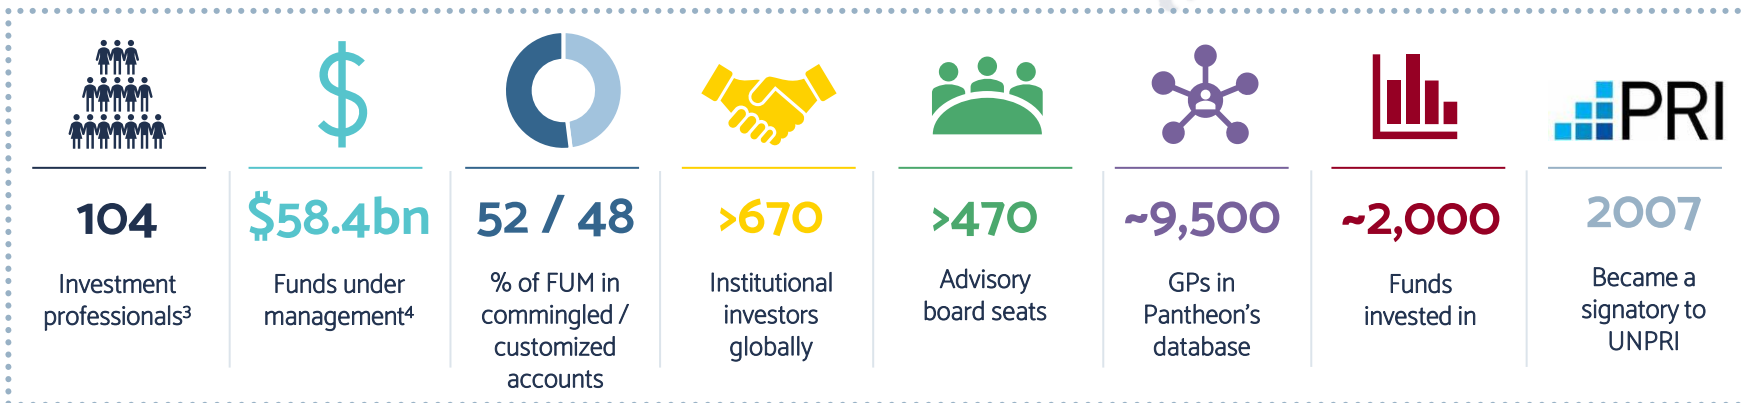 PRI
104
$58.4bn
52 / 48
>670
>470
~9,500
~2,000
2007
Investment
professionals³
Funds under
management⁴
% of FUM in
commingled /
customized
accounts
Institutional
investors
globally
Advisory
board seats
GPs in
Pantheon's
database
Funds
invested in
Became a
signatory to
UNPRI